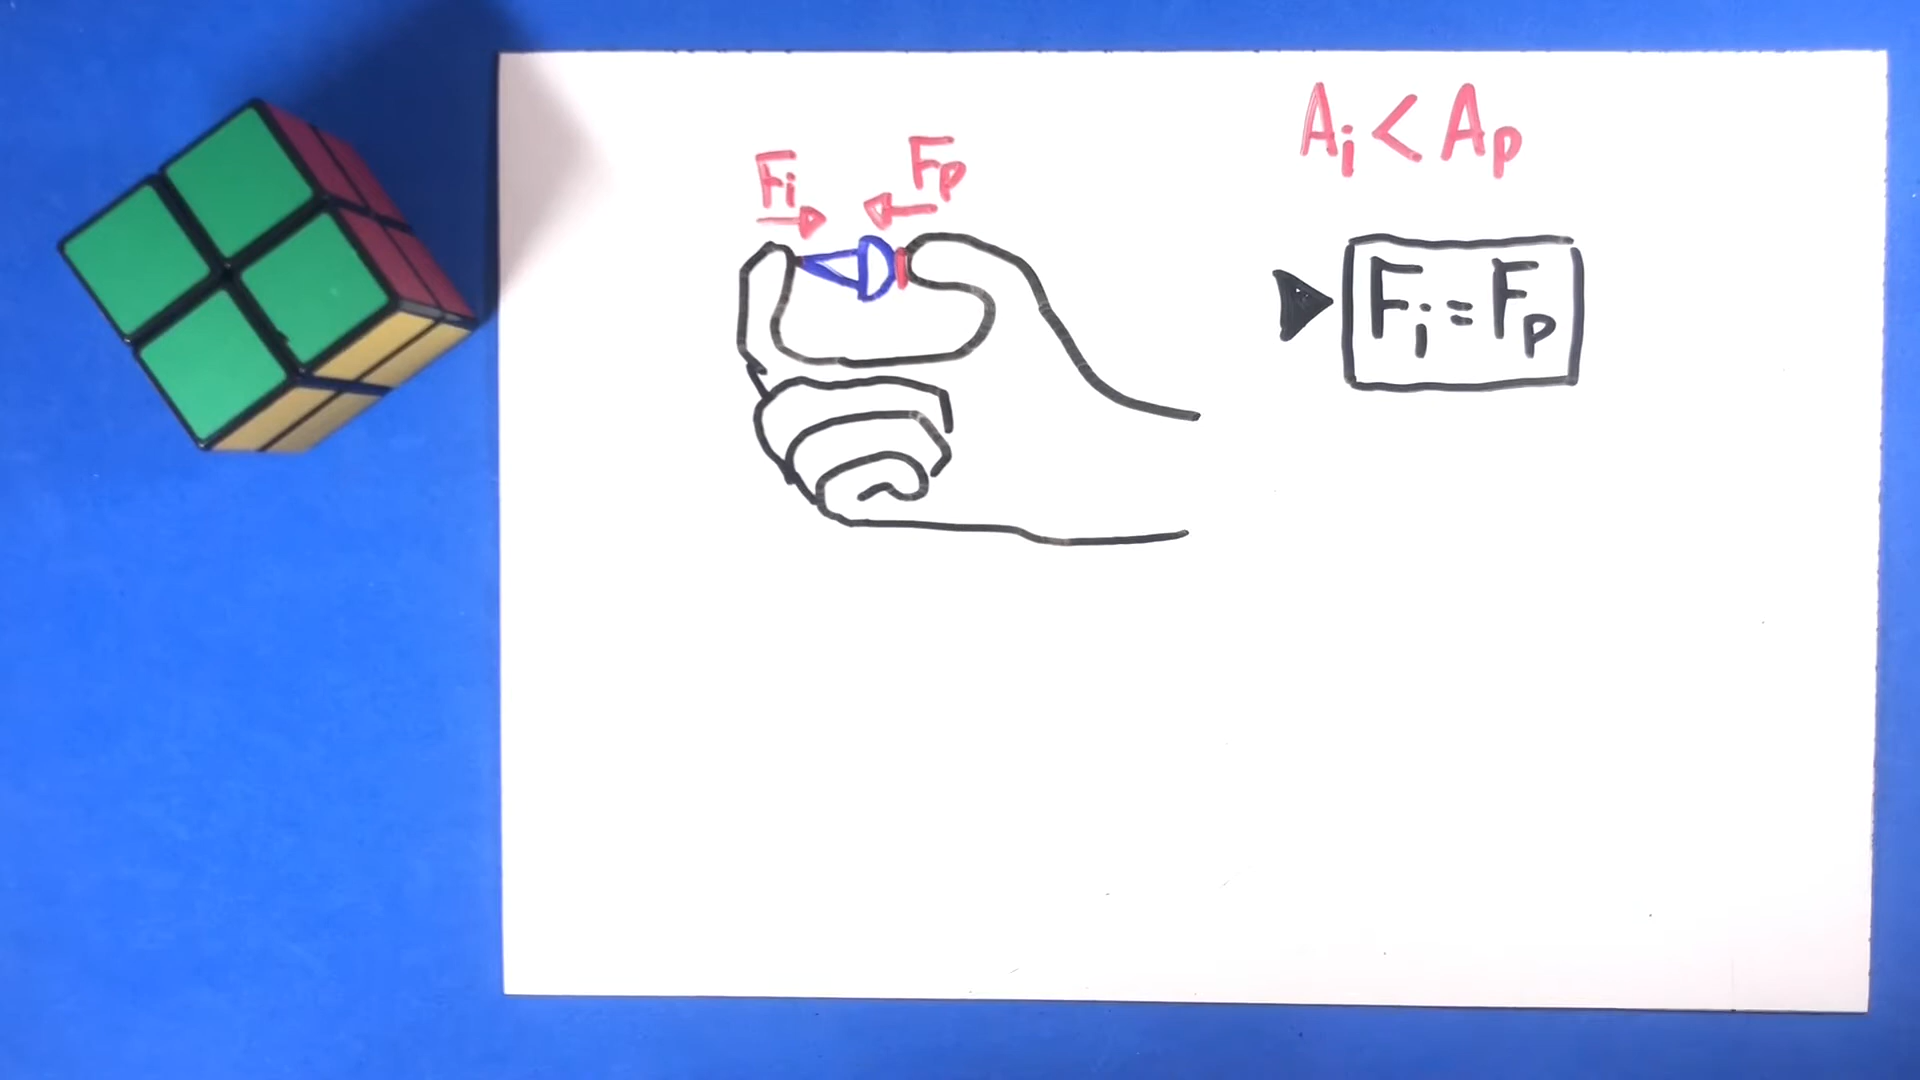 Fi Fp
Ai < Ap
Fi = Fp